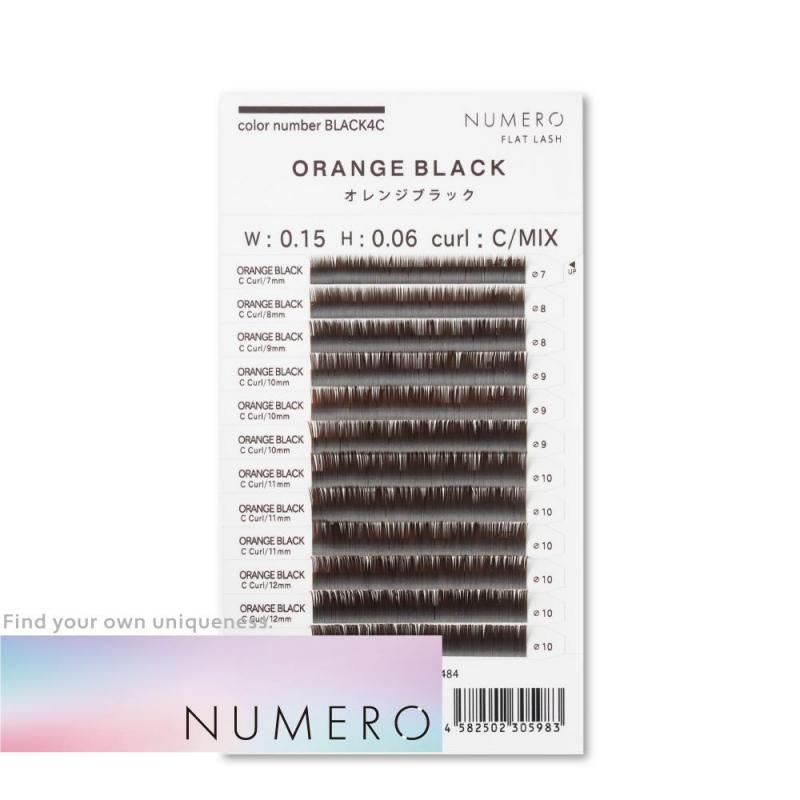 color number BLACK4C
NUMERO
FLAT LASH
ORANGE BLACK
オレンジブラック
W : 0.15 H : 0.06 curl : C/MIX
ORANGE BLACK
C Curl/7mm
⌀7
UP
ORANGE BLACK
C Curl/8mm
⌀8
ORANGE BLACK
C Curl/9mm
⌀8
ORANGE BLACK
C Curl/10mm
⌀9
ORANGE BLACK
C Curl/10mm
⌀9
ORANGE BLACK
C Curl/10mm
⌀9
ORANGE BLACK
C Curl/11mm
⌀10
ORANGE BLACK
C Curl/11mm
⌀10
ORANGE BLACK
C Curl/11mm
⌀10
ORANGE BLACK
C Curl/12mm
⌀10
ORANGE BLACK
C Curl/12mm
⌀10
⌀10
Find your own uniqueness.
484
NUMERO
4 582502 305983